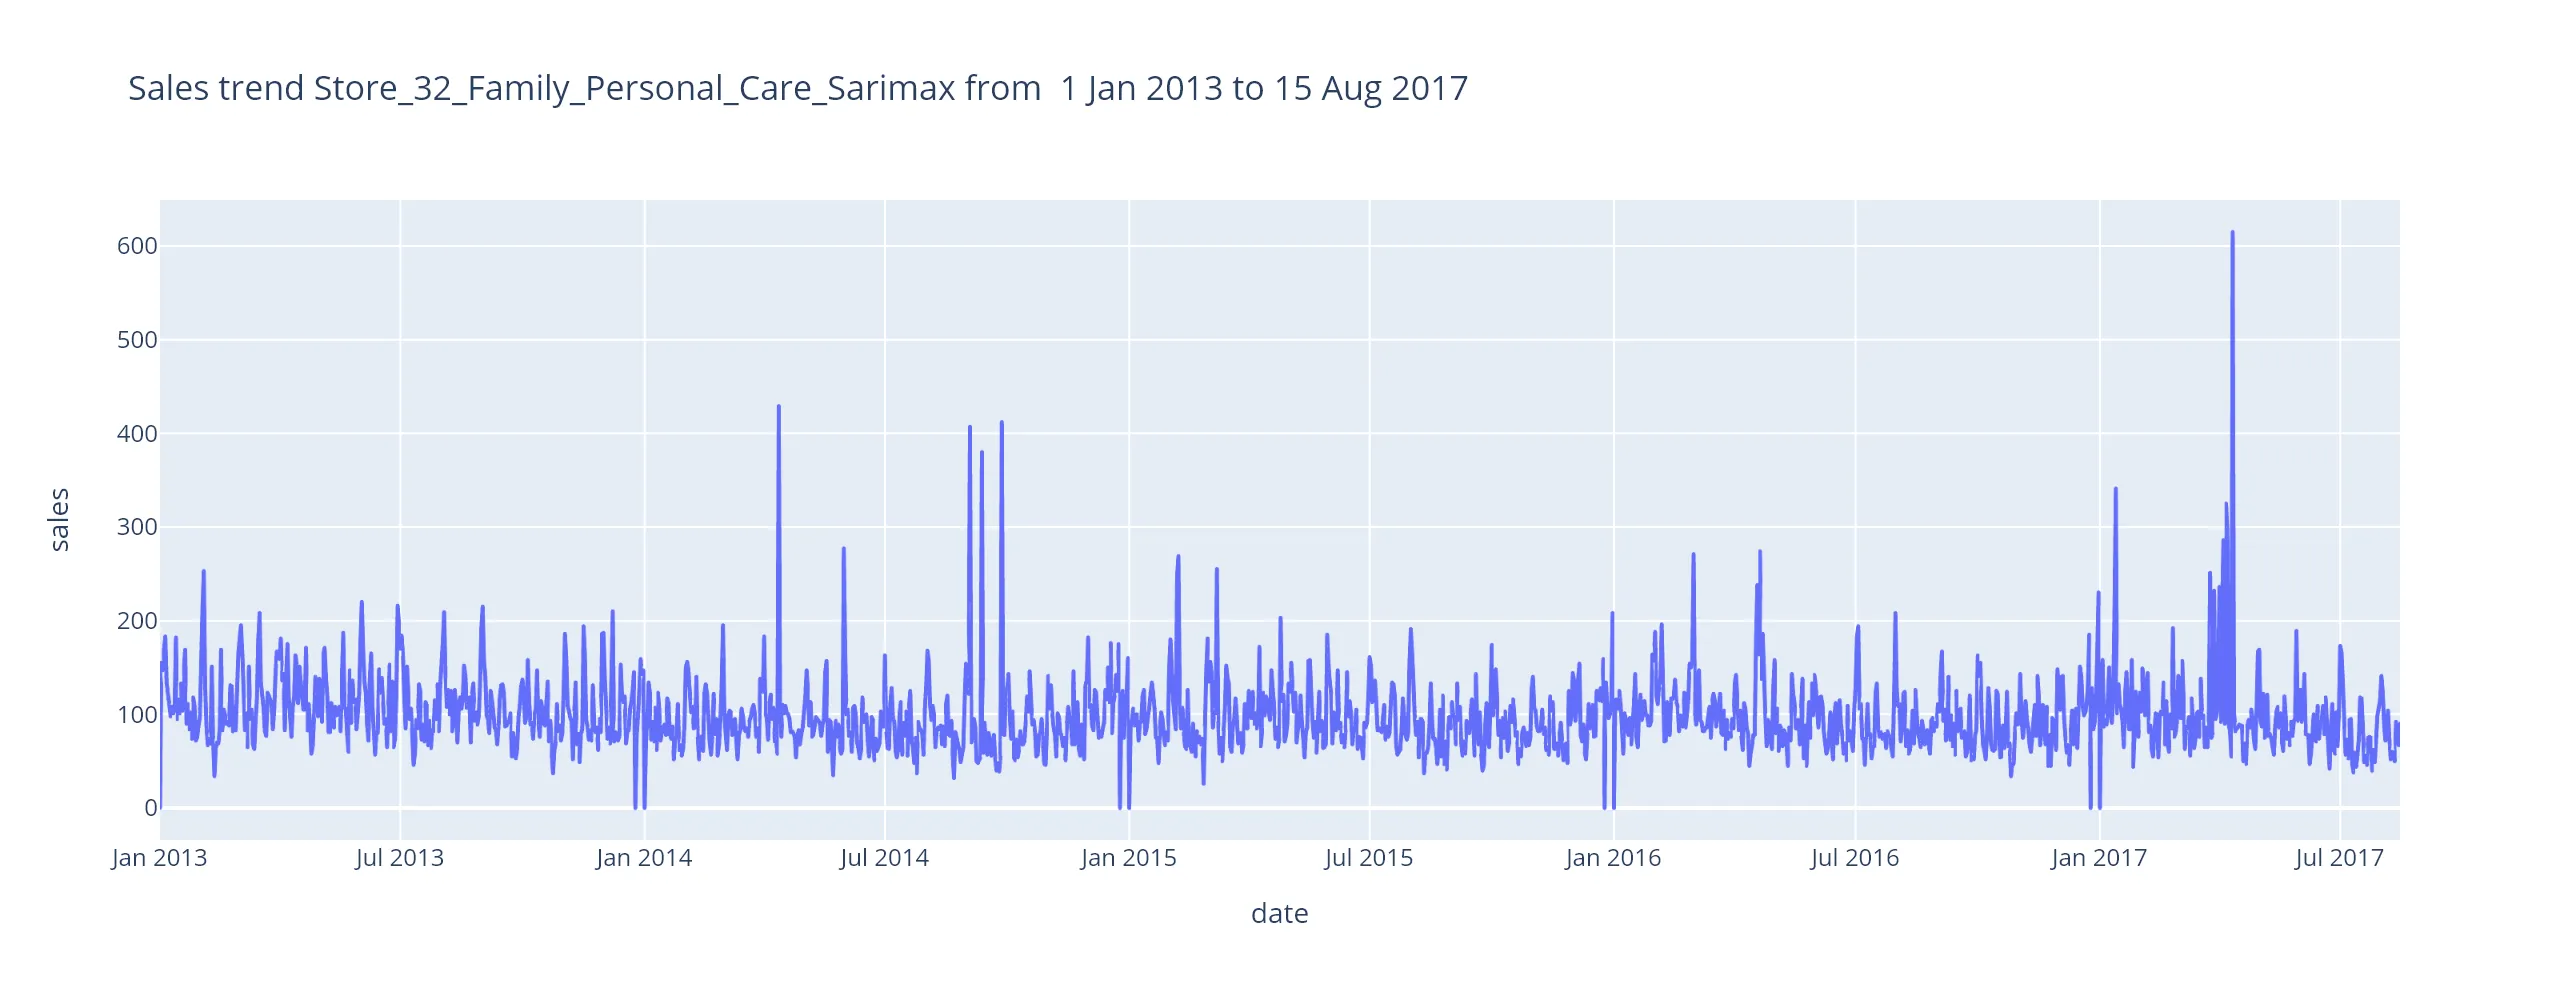 Sales trend Store_32_Family_Personal_Care_Sarimax from  1 Jan 2013 to 15 Aug 2017
sales
600
500
400
300
200
100
0
Jan 2013 Jul 2013 Jan 2014 Jul 2014 Jan 2015 Jul 2015 Jan 2016 Jul 2016 Jan 2017 Jul 2017
date